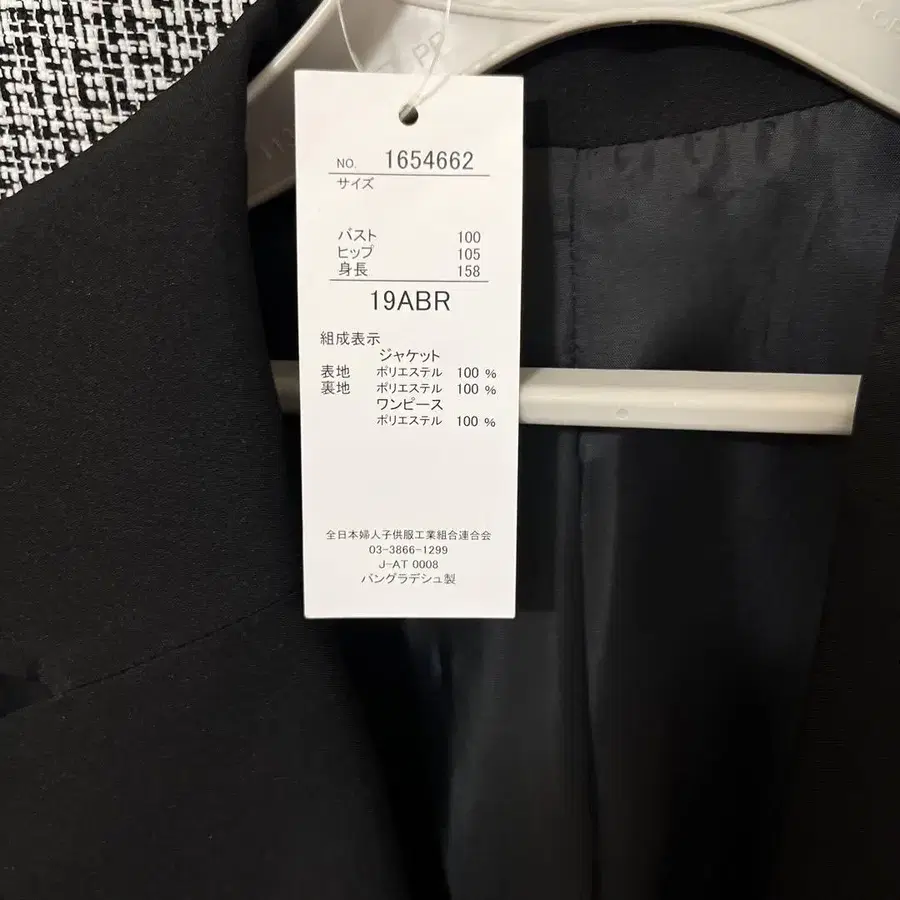 NO. 1654662
サイズ
バスト 100
ヒップ 105
身長 158
19ABR
組成表示
ジャケット
表地 ポリエステル 100 %
裏地 ポリエステル 100 %
ワンピース
ポリエステル 100 %
全日本婦人子供服工業組合連合会
03-3866-1299
J-AT 0008
バングラデシュ製